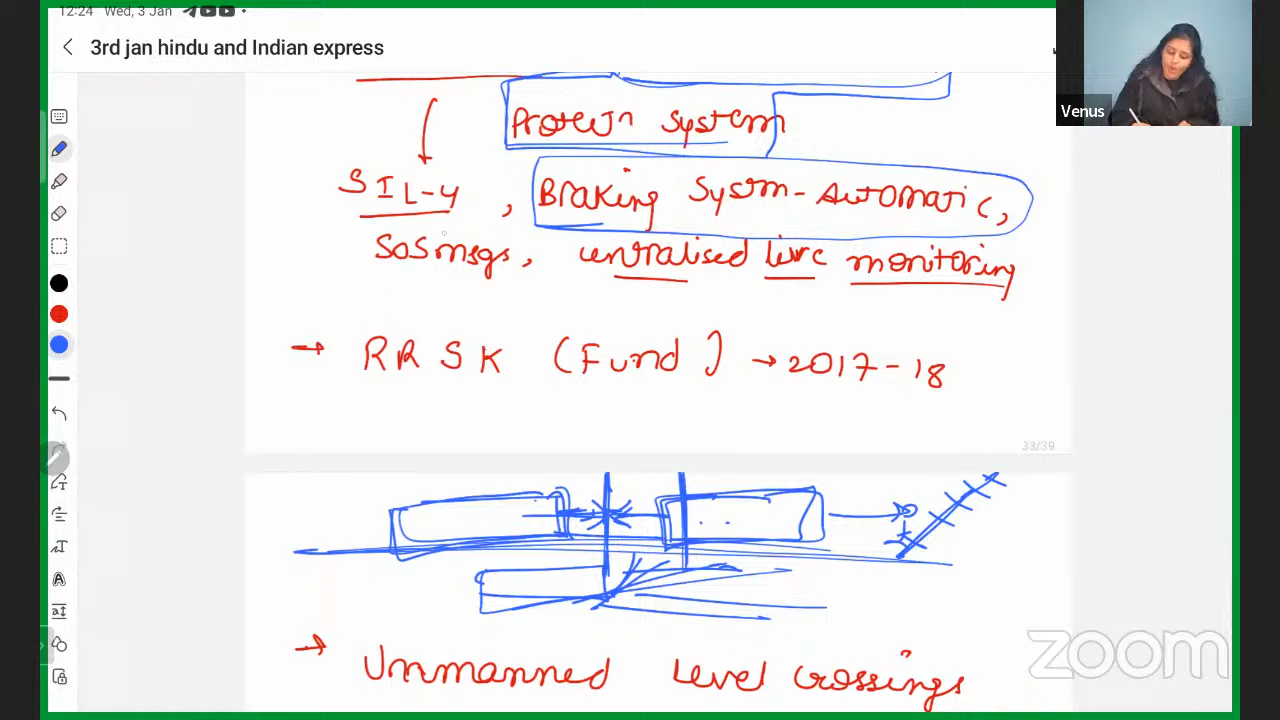 12:24 Wed, 3 Jan
3rd jan hindu and Indian express
Venus
System
SIL-4, Braking System - Automatic,
SOS msgs, centralised live monitoring
→ RRSK (Fund) → 2017-18
33/39
→ Unmanned level crossings
zoom